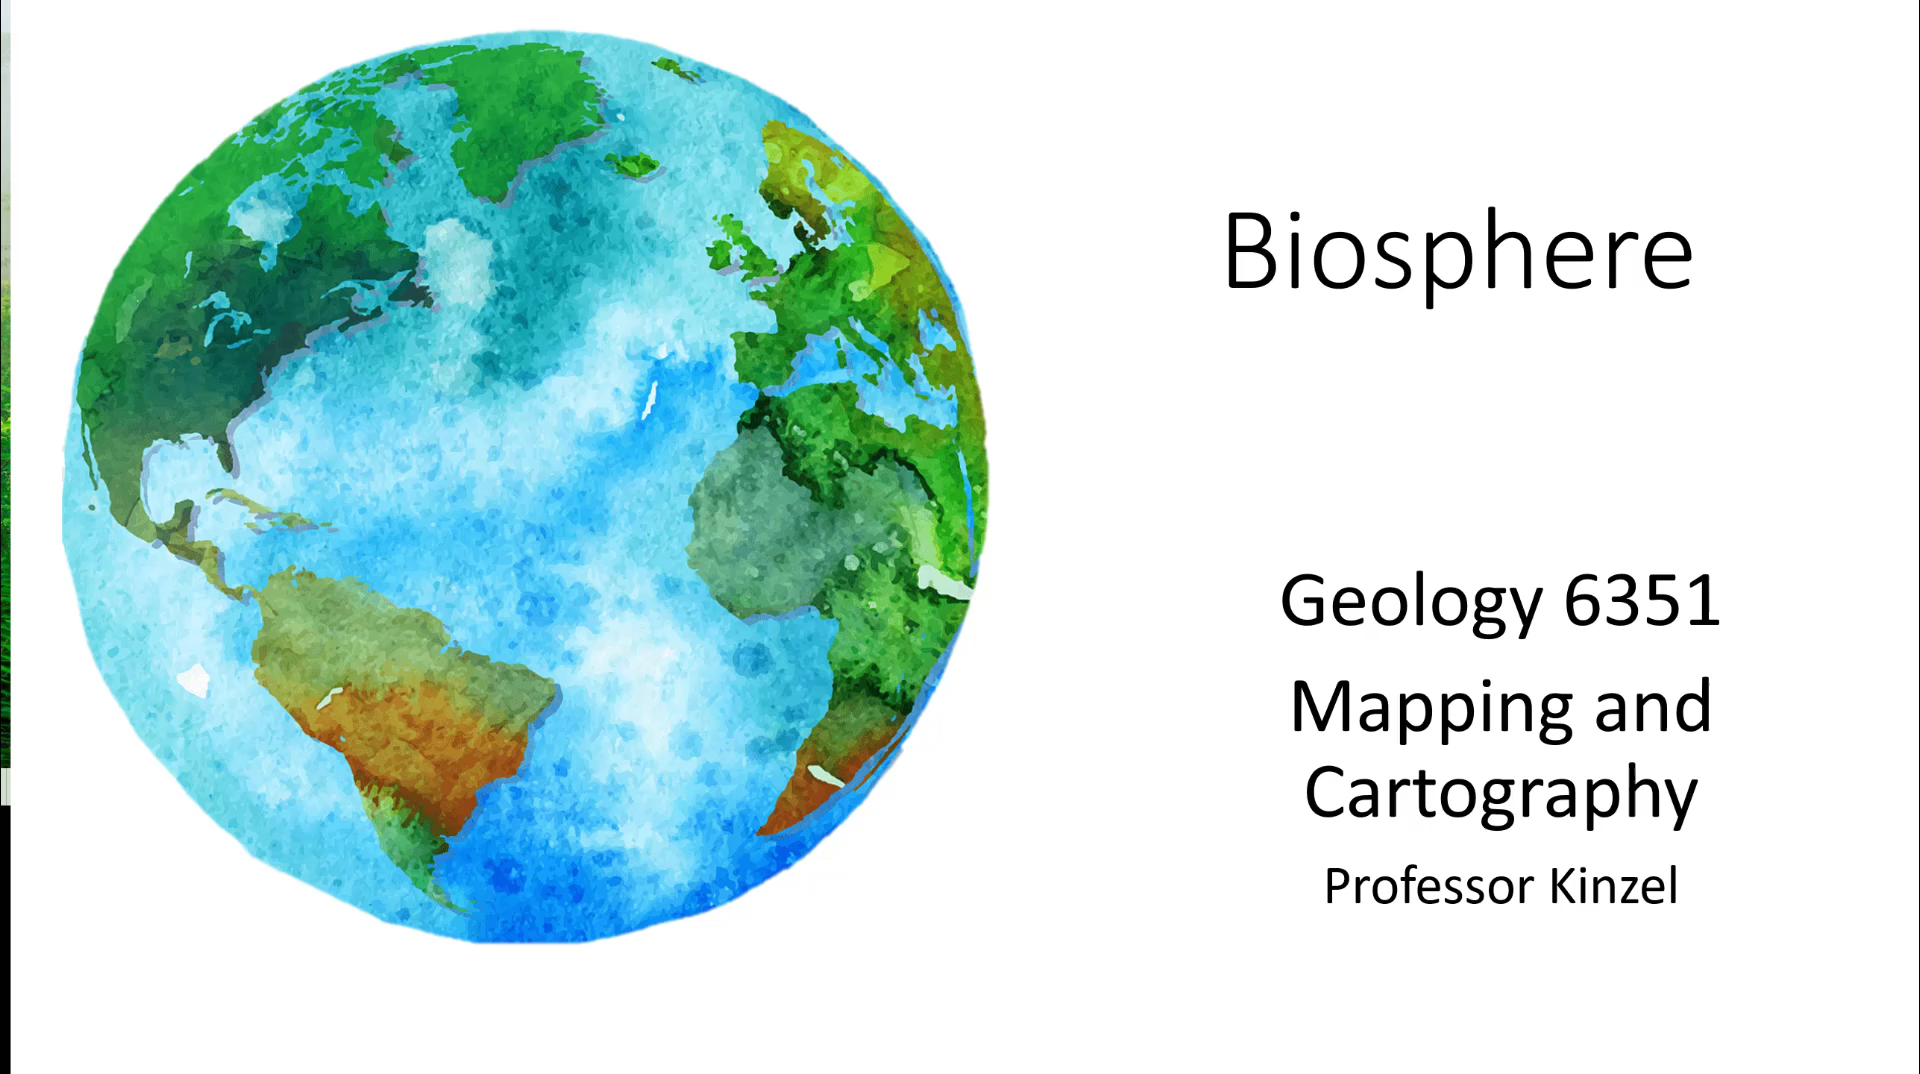 Biosphere
Geology 6351
Mapping and
Cartography
Professor Kinzel